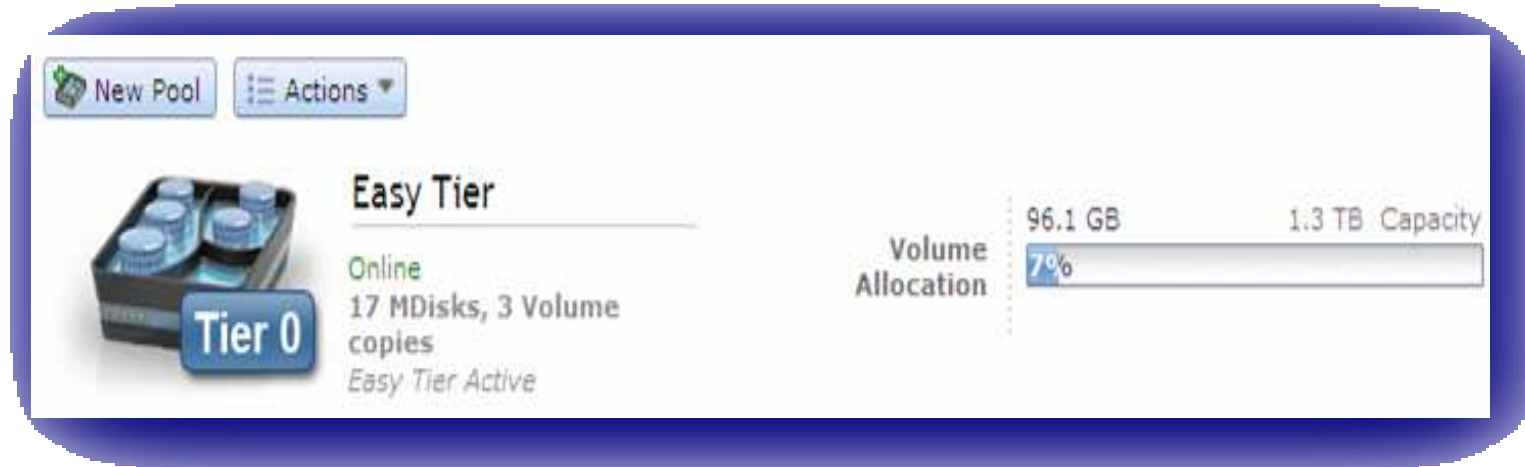 New Pool
Actions
Easy Tier
Online
17 MDisks, 3 Volume
copies
Easy Tier Active
Tier 0
Volume
Allocation
96.1 GB
1.3 TB Capacity
7%